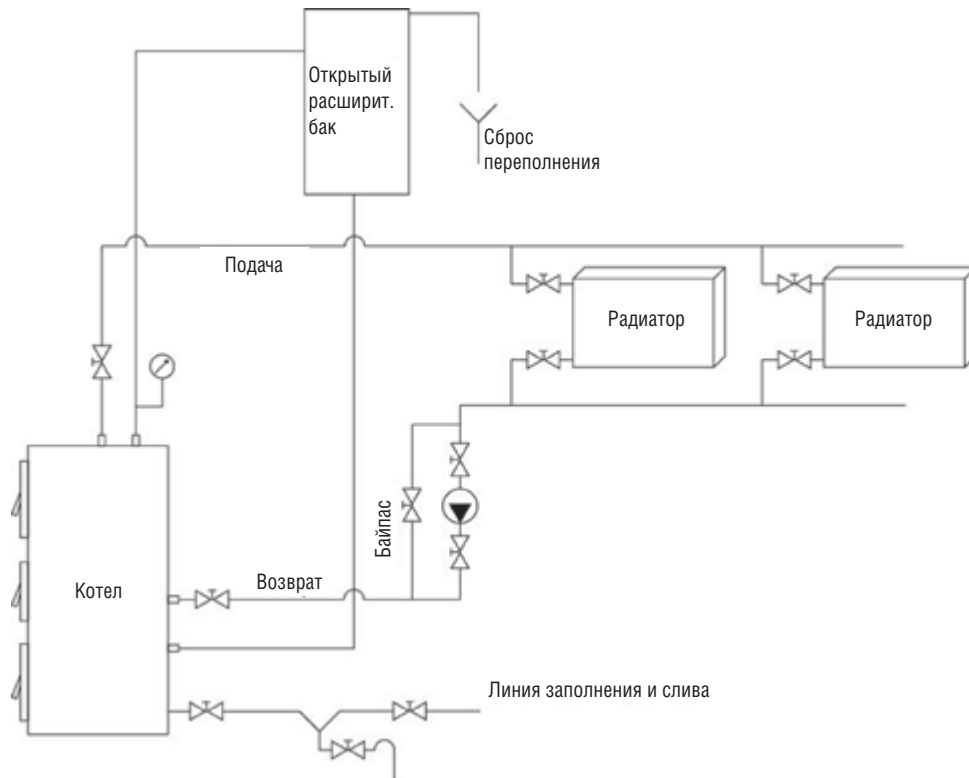 Открытый
расширит.
бак
Сброс
переполнения
Подача
Радиатор
Радиатор
Байпас
Котел
Возврат
Линия заполнения и слива